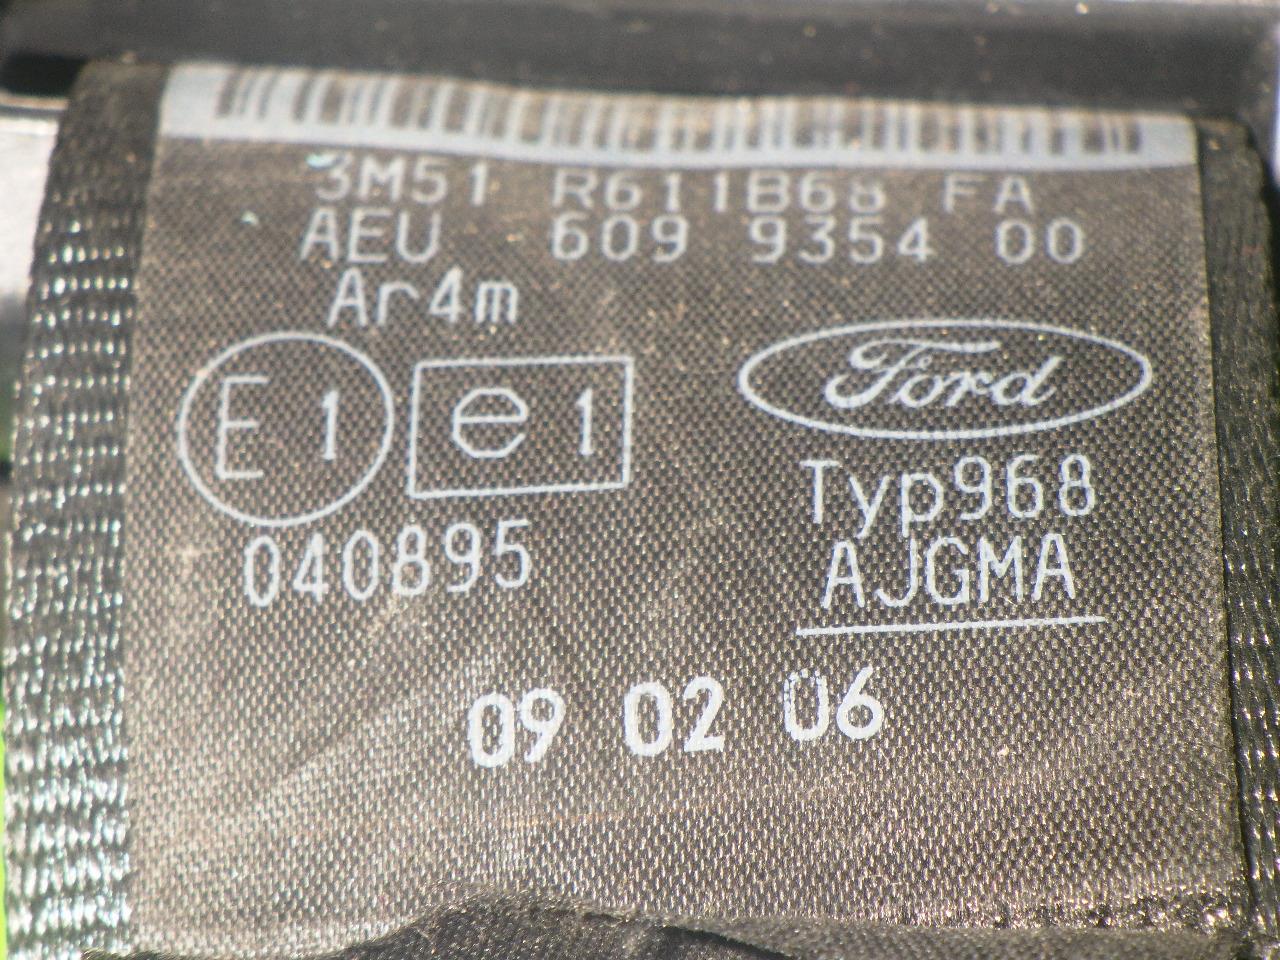 3M51 R611B68 FA
AEU 609 9354 00
Ar4m
E 1 e 1 Ford
Typ968
040895 AJGMA
09 02 06